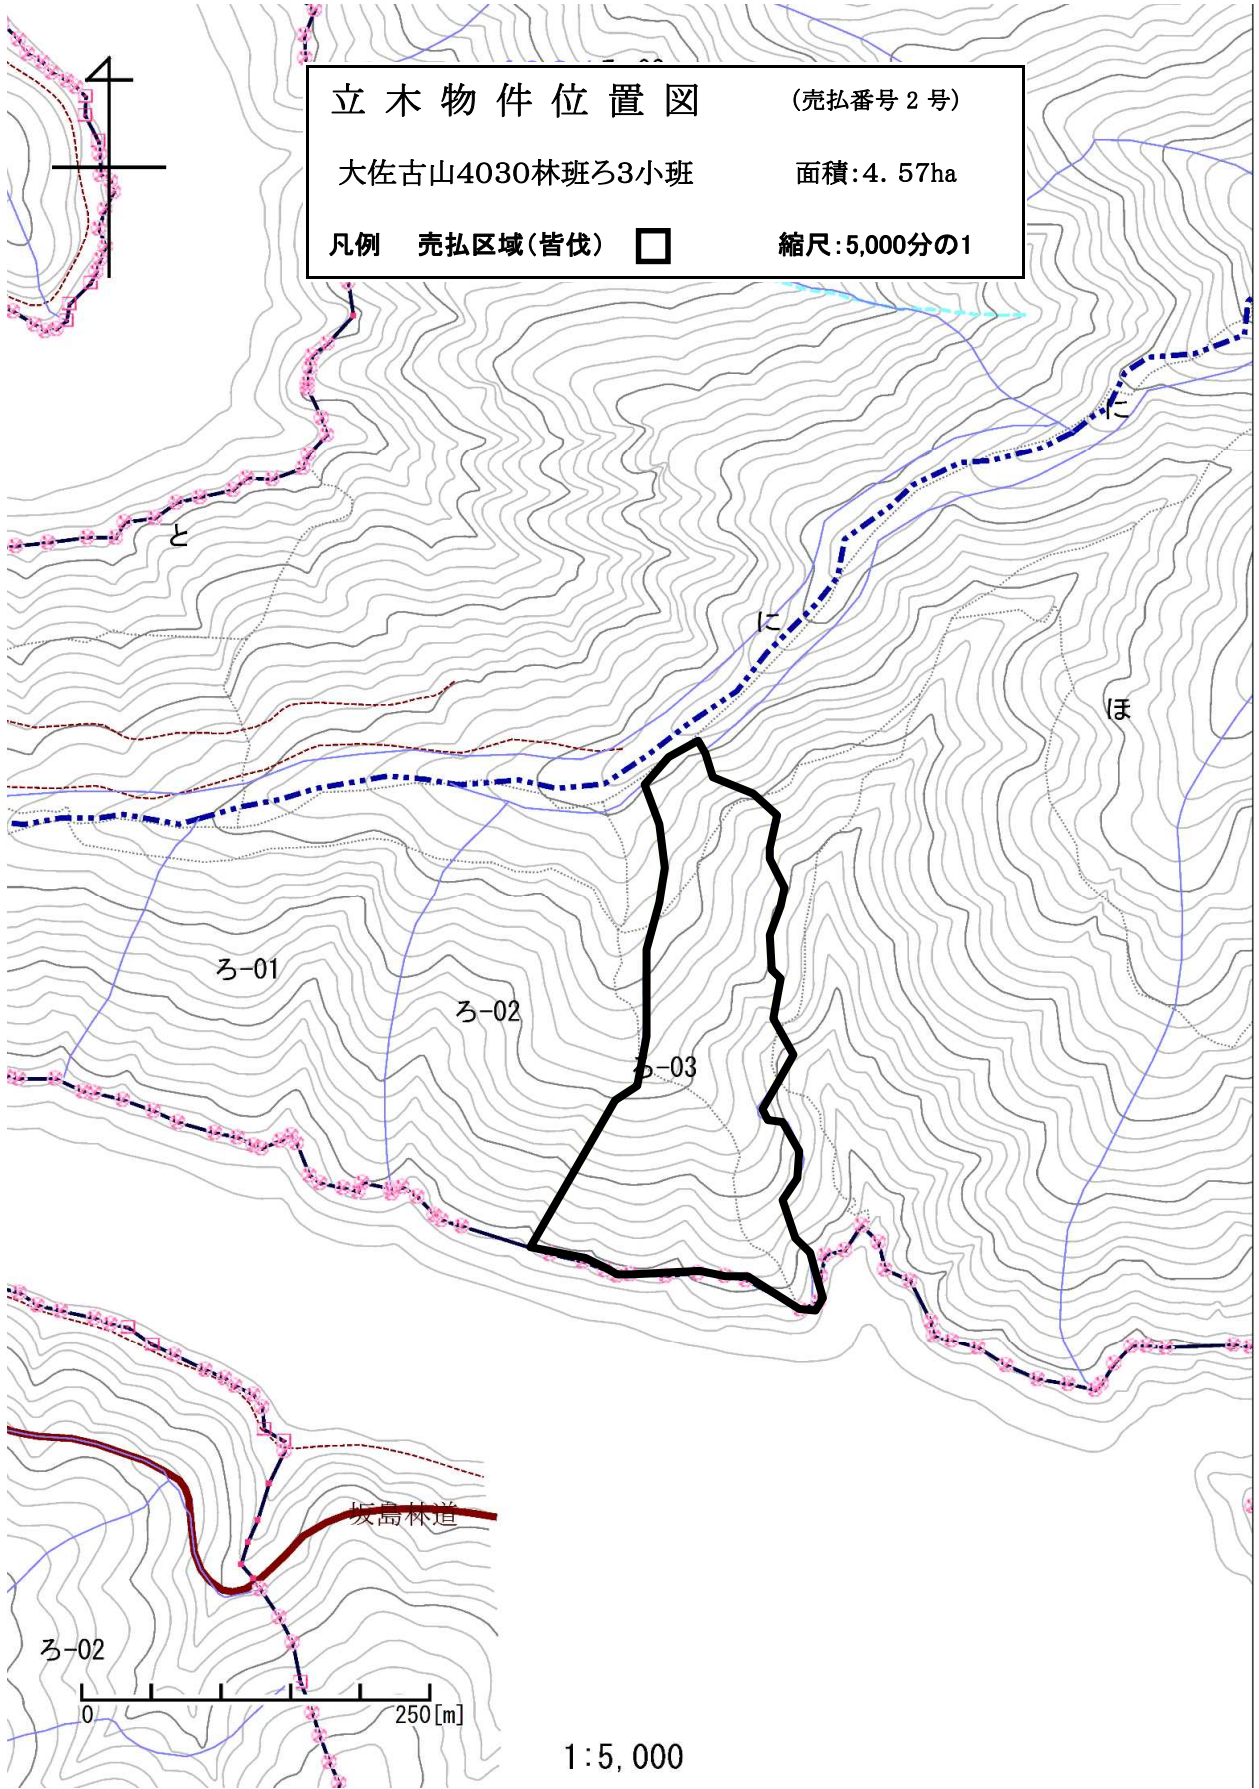 立木物件位置図 (売払番号2号)
大佐古山4030林班ろ3小班 面積:4.57ha
凡例 売払区域(皆伐) □ 縮尺:5,000分の1
に
と
に
ほ
ろ-01
ろ-02
ろ-03
坂島林道
ろ-02
0 250[m]
1:5,000